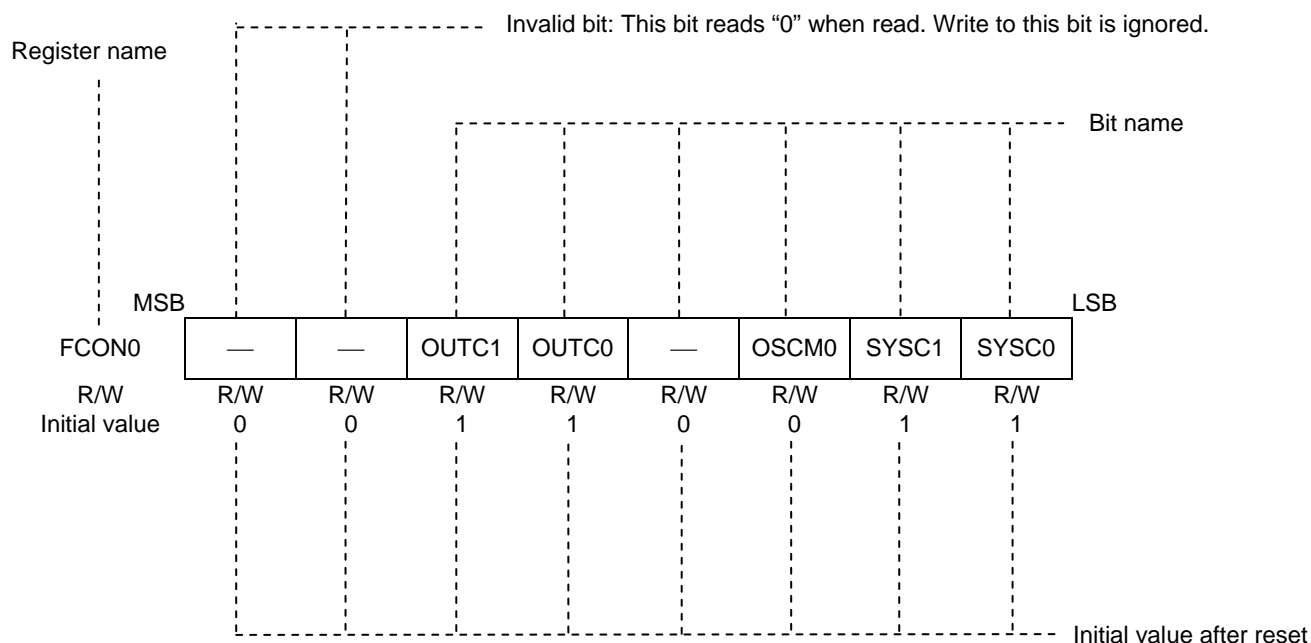 Invalid bit: This bit reads “0” when read. Write to this bit is ignored.
Register name
Bit name
MSB LSB
FCON0 — — OUTC1 OUTC0 — OSCM0 SYSC1 SYSC0
R/W R/W R/W R/W R/W R/W R/W R/W R/W
Initial value 0 0 1 1 0 0 1 1
Initial value after reset